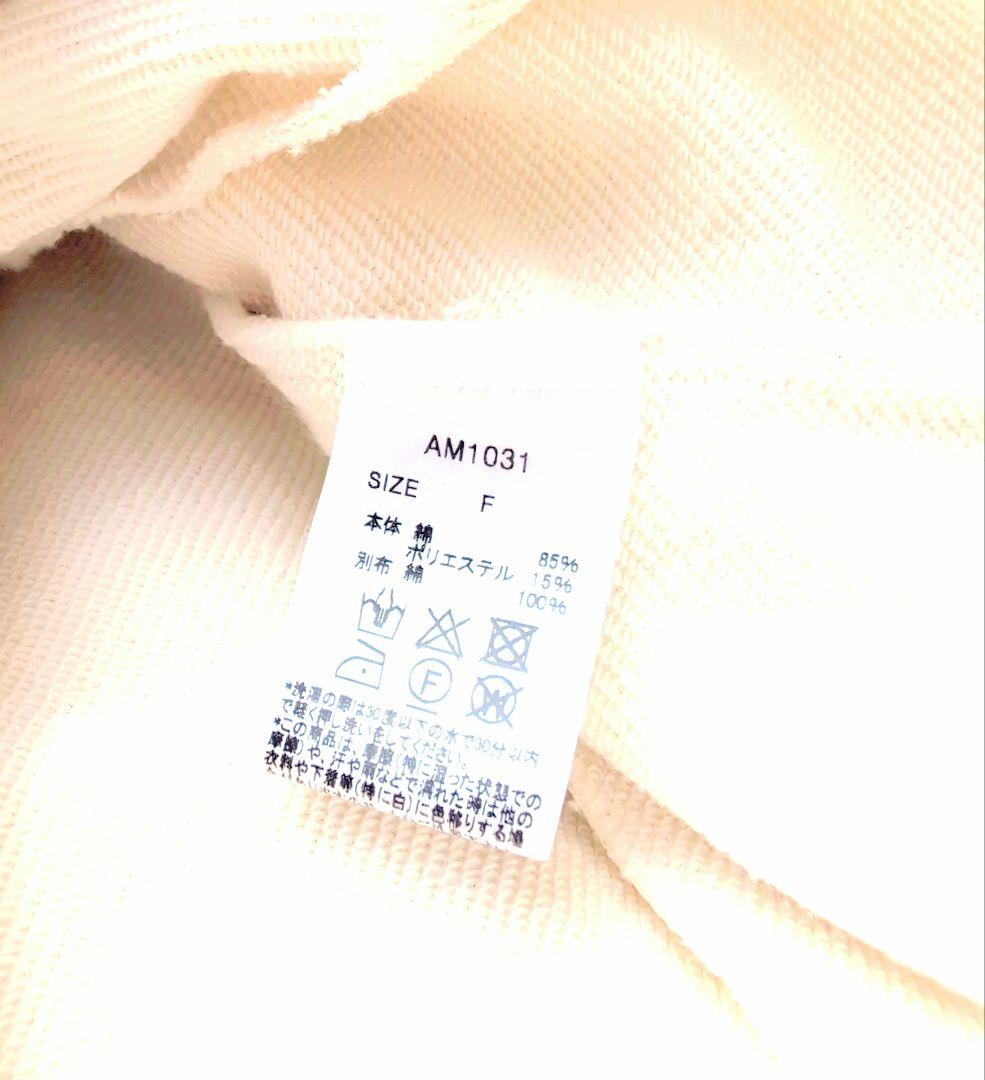 AM1031
SIZE F
本体 綿 85%
ポリエステル 15%
別布 綿 100%
F
*洗濯の際は30度以下の水で30分以内
で軽く押し洗いをしてください。
*この商品は、摩擦(特に湿った状態での
摩擦)や、汗や雨などで濡れた時は他の
衣料や下着等(特に白)に色移りする場